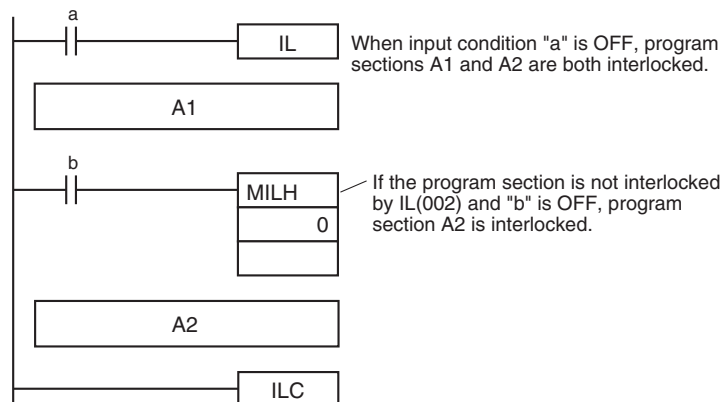 a
IL
When input condition "a" is OFF, program
sections A1 and A2 are both interlocked.
A1
b
MILH
0
If the program section is not interlocked
by IL(002) and "b" is OFF, program
section A2 is interlocked.
A2
ILC